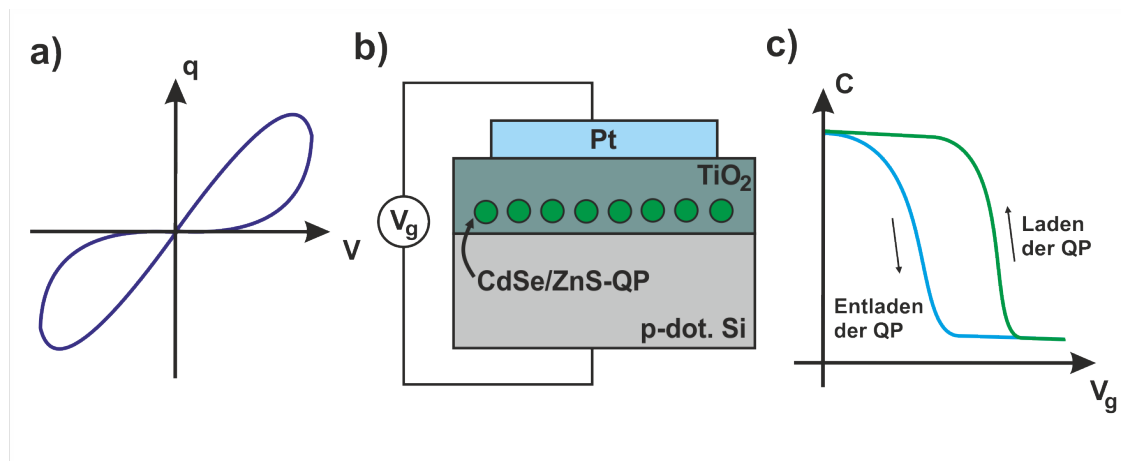 a)
q
V
b)
Pt
TiO₂
Vg
CdSe/ZnS-QP
p-dot. Si
c)
C
Laden
der QP
Entladen
der QP
Vg